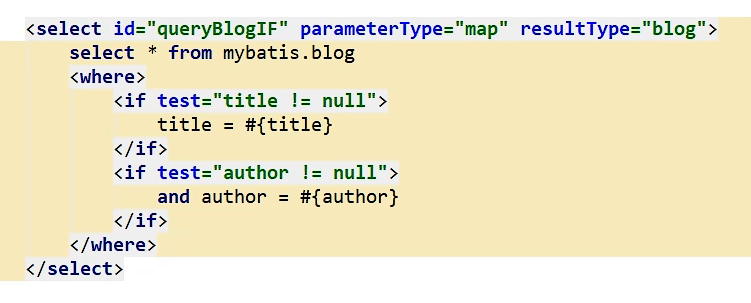 <select id="queryBlogIF" parameterType="map" resultType="blog">
    select * from mybatis.blog
    <where>
        <if test="title != null">
            title = #{title}
        </if>
        <if test="author != null">
            and author = #{author}
        </if>
    </where>
</select>